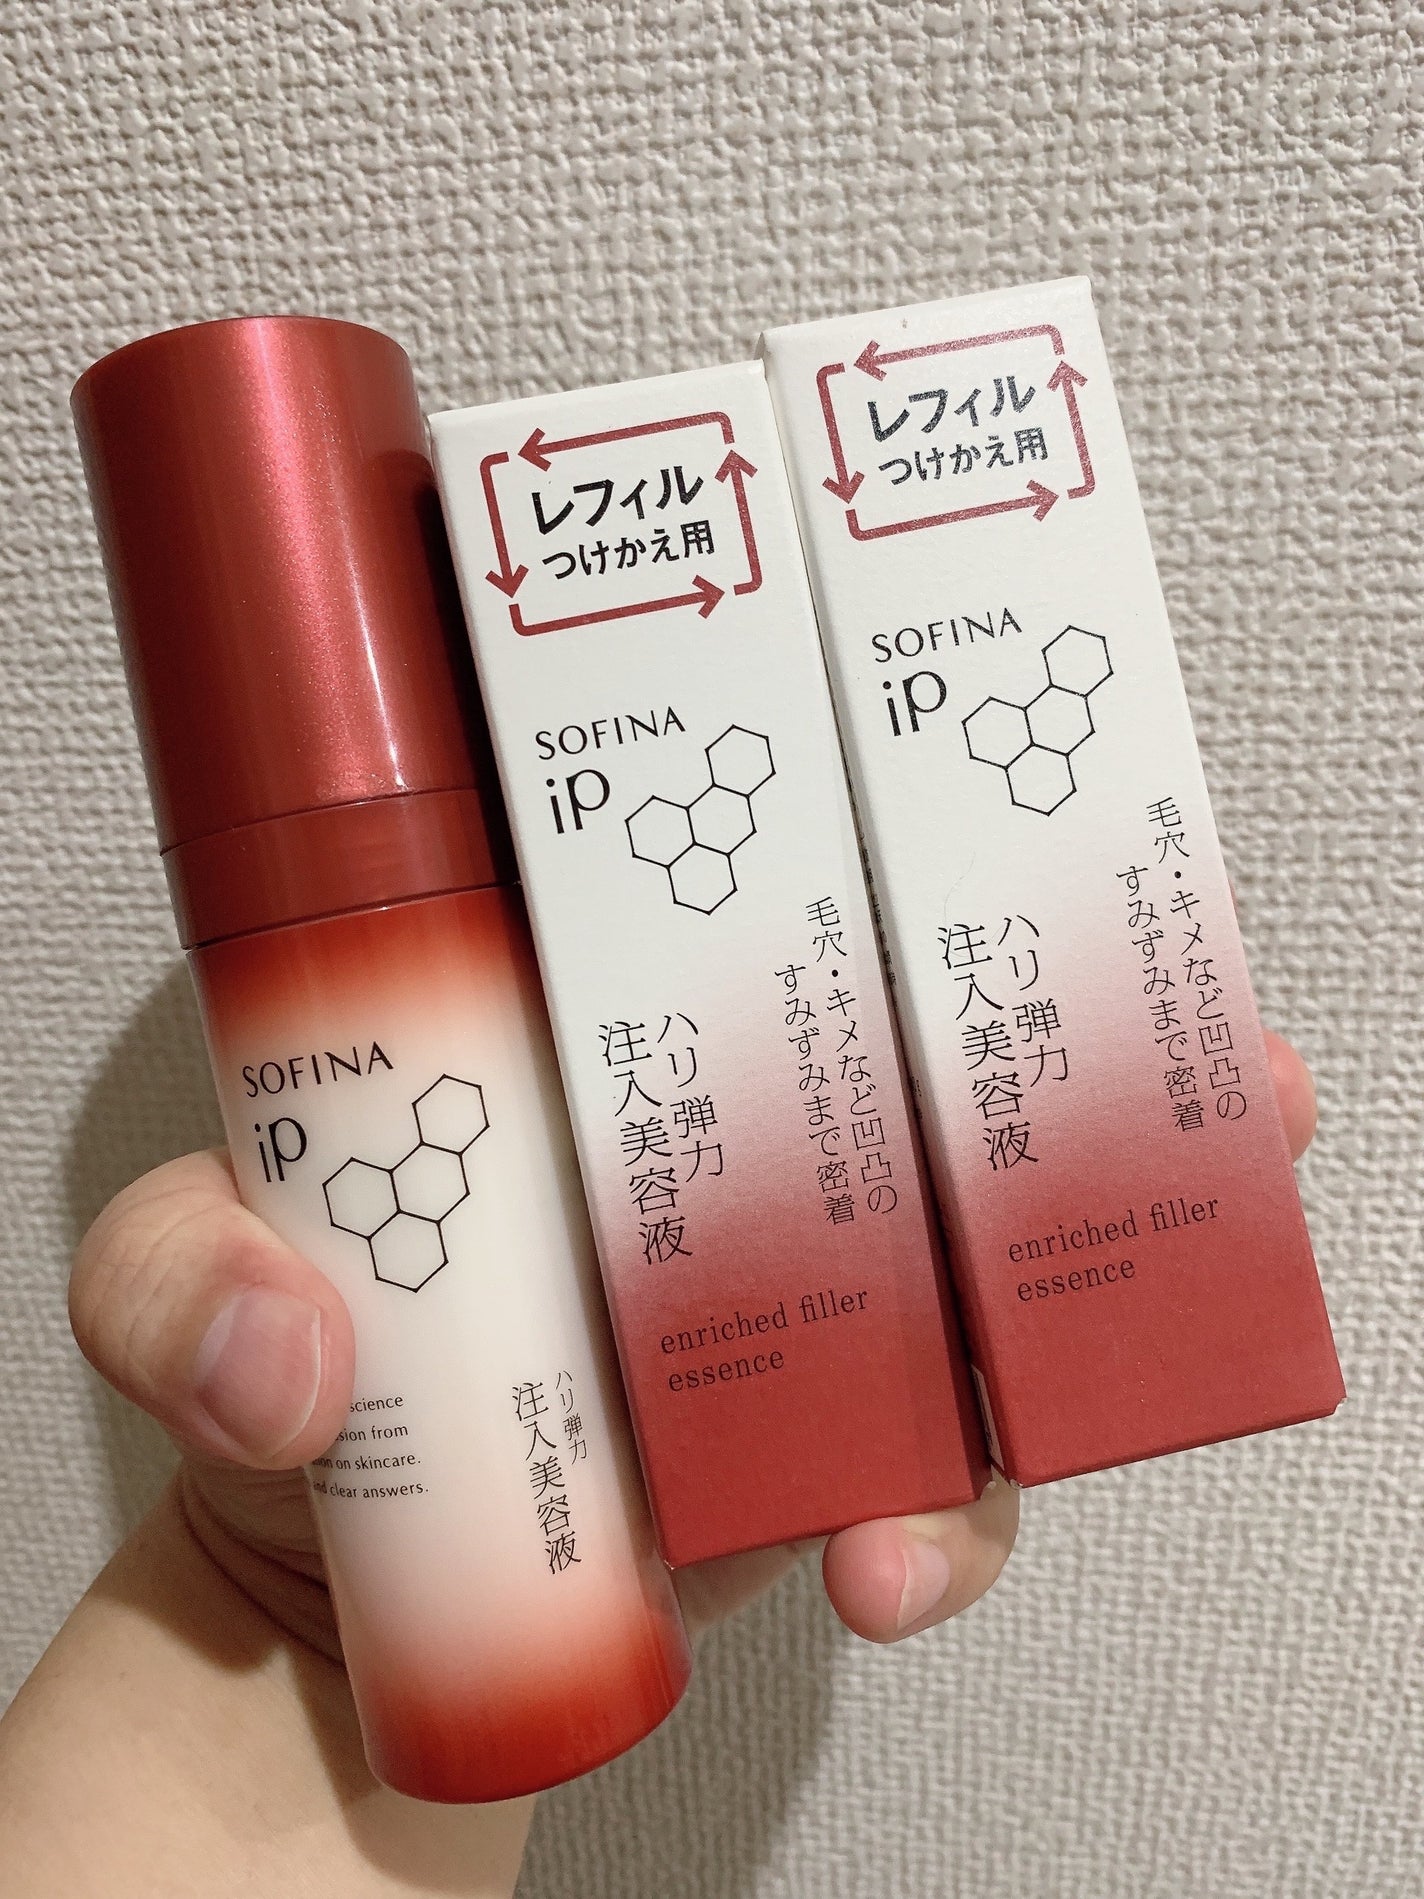 SOFINA
iP
science
sion from
on on skincare.
nd clear answers.
ハリ弾力
注入美容液
レフィル
つけかえ用
SOFINA
iP
毛穴・キメなど凹凸の
すみずみまで密着
ハリ弾力
注入美容液
enriched filler
essence
レフィル
つけかえ用
SOFINA
iP
毛穴・キメなど凹凸の
すみずみまで密着
ハリ弾力
注入美容液
enriched filler
essence